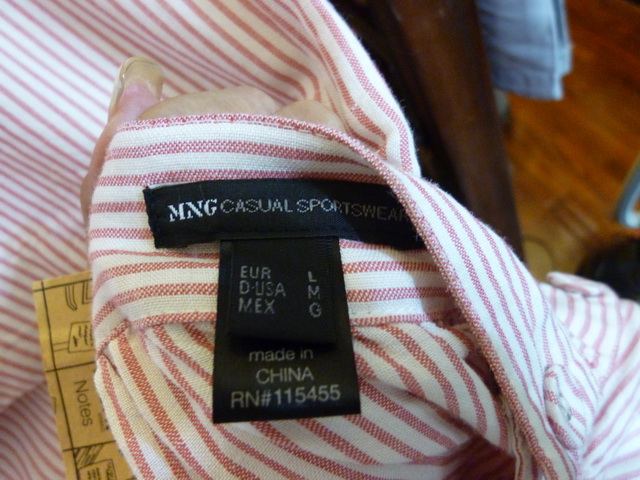 MNG CASUAL SPORTSWEAR
EUR L
D-USA M
MEX G
made in
CHINA
RN#115455
Notes